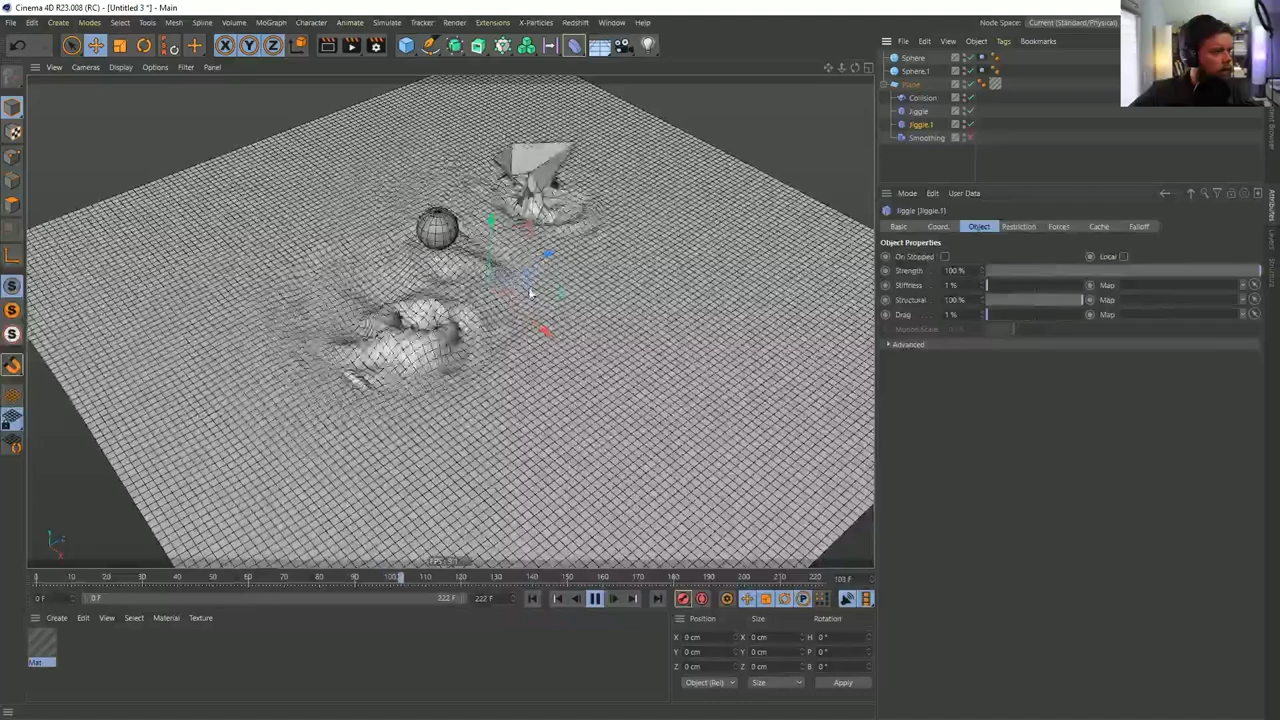 Cinema 4D R23.008 (RC) - [Untitled 3 *] - Main
File Edit Create Modes Select Tools Mesh Spline Volume MoGraph Character Animate Simulate Tracker Render Extensions X-Particles Redshift Window Help
Node Space: Current (Standard/Physical)
X Y Z
File Edit View Object Tags Bookmarks
View Cameras Display Options Filter Panel
Sphere
Sphere.1
Plane
Collision
Jiggle
Jiggle.1
Smoothing
Attributes
Layers
Structure
Mode Edit User Data
Jiggle [Jiggle.1]
Basic Coord. Object Restriction Forces Cache Falloff
Object Properties
On Stopped Local
Strength 100 %
Stiffness 1 % Map
Structural 100 % Map
Drag 1 % Map
Advanced
0 10 20 30 40 50 60 70 80 90 100 110 120 130 140 150 160 170 180 190 200 210 220
0 F 0 F 222 F 222 F
Create Edit View Select Material Texture
Mat
Position Size Rotation
X 0 cm X 0 cm H 0 °
Y 0 cm Y 0 cm P 0 °
Z 0 cm Z 0 cm B 0 °
Object (Rel) Size Apply